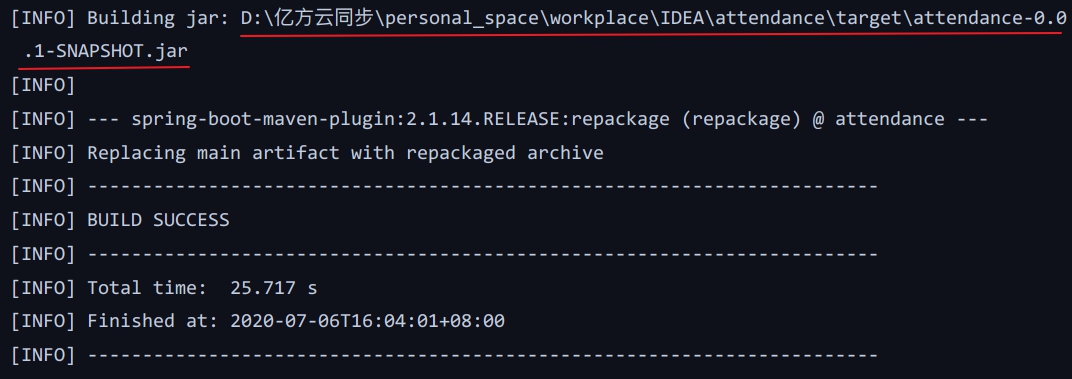 [INFO] Building jar: D:\亿方云同步\personal_space\workplace\IDEA\attendance\target\attendance-0.0
.1-SNAPSHOT.jar
[INFO]
[INFO] --- spring-boot-maven-plugin:2.1.14.RELEASE:repackage (repackage) @ attendance ---
[INFO] Replacing main artifact with repackaged archive
[INFO] ------------------------------------------------------------------------
[INFO] BUILD SUCCESS
[INFO] ------------------------------------------------------------------------
[INFO] Total time:  25.717 s
[INFO] Finished at: 2020-07-06T16:04:01+08:00
[INFO] ------------------------------------------------------------------------